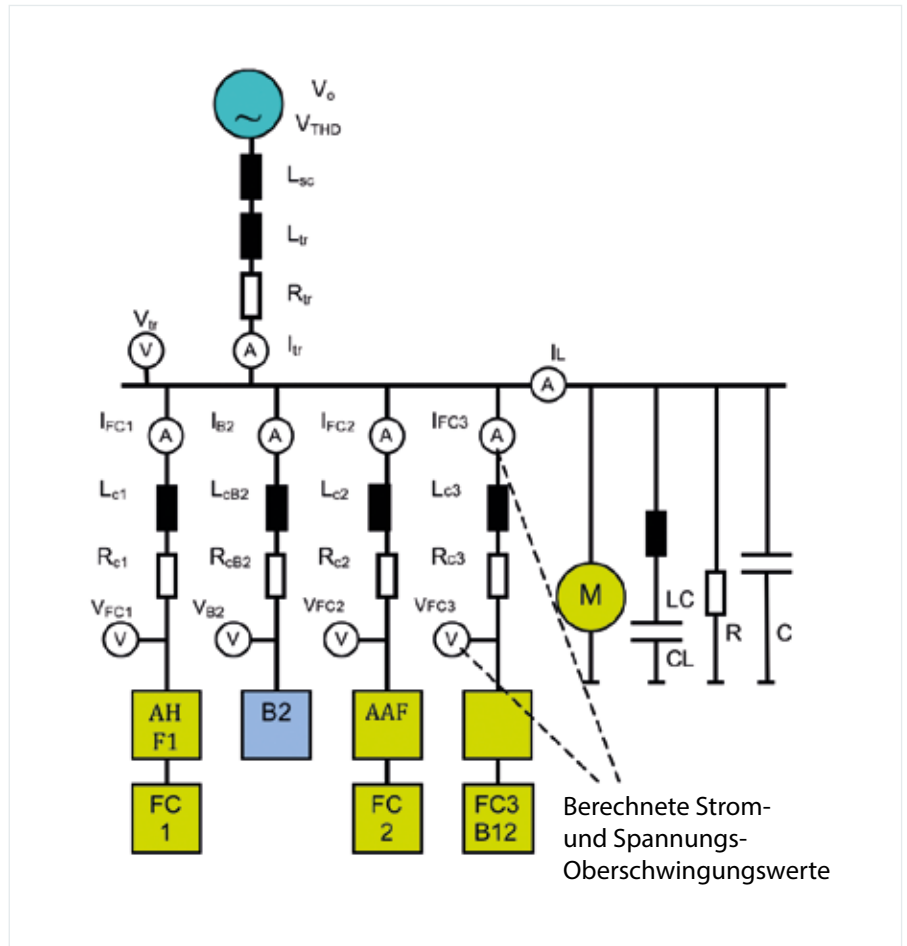 ~
Vo
VTHD
Lsc
Ltr
Rtr
Vtr
V
A
Itr
IL
A
IFC1
A
IB2
A
IFC2
A
IFC3
A
Lc1
LcB2
Lc2
Lc3
Rc1
RcB2
Rc2
Rc3
VFC1
VB2
VFC2
VFC3
V
V
V
V
M
LC
CL
R
C
AH
F1
B2
AAF
FC
1
FC
2
FC3
B12
Berechnete Strom-
und Spannungs-
Oberschwingungswerte